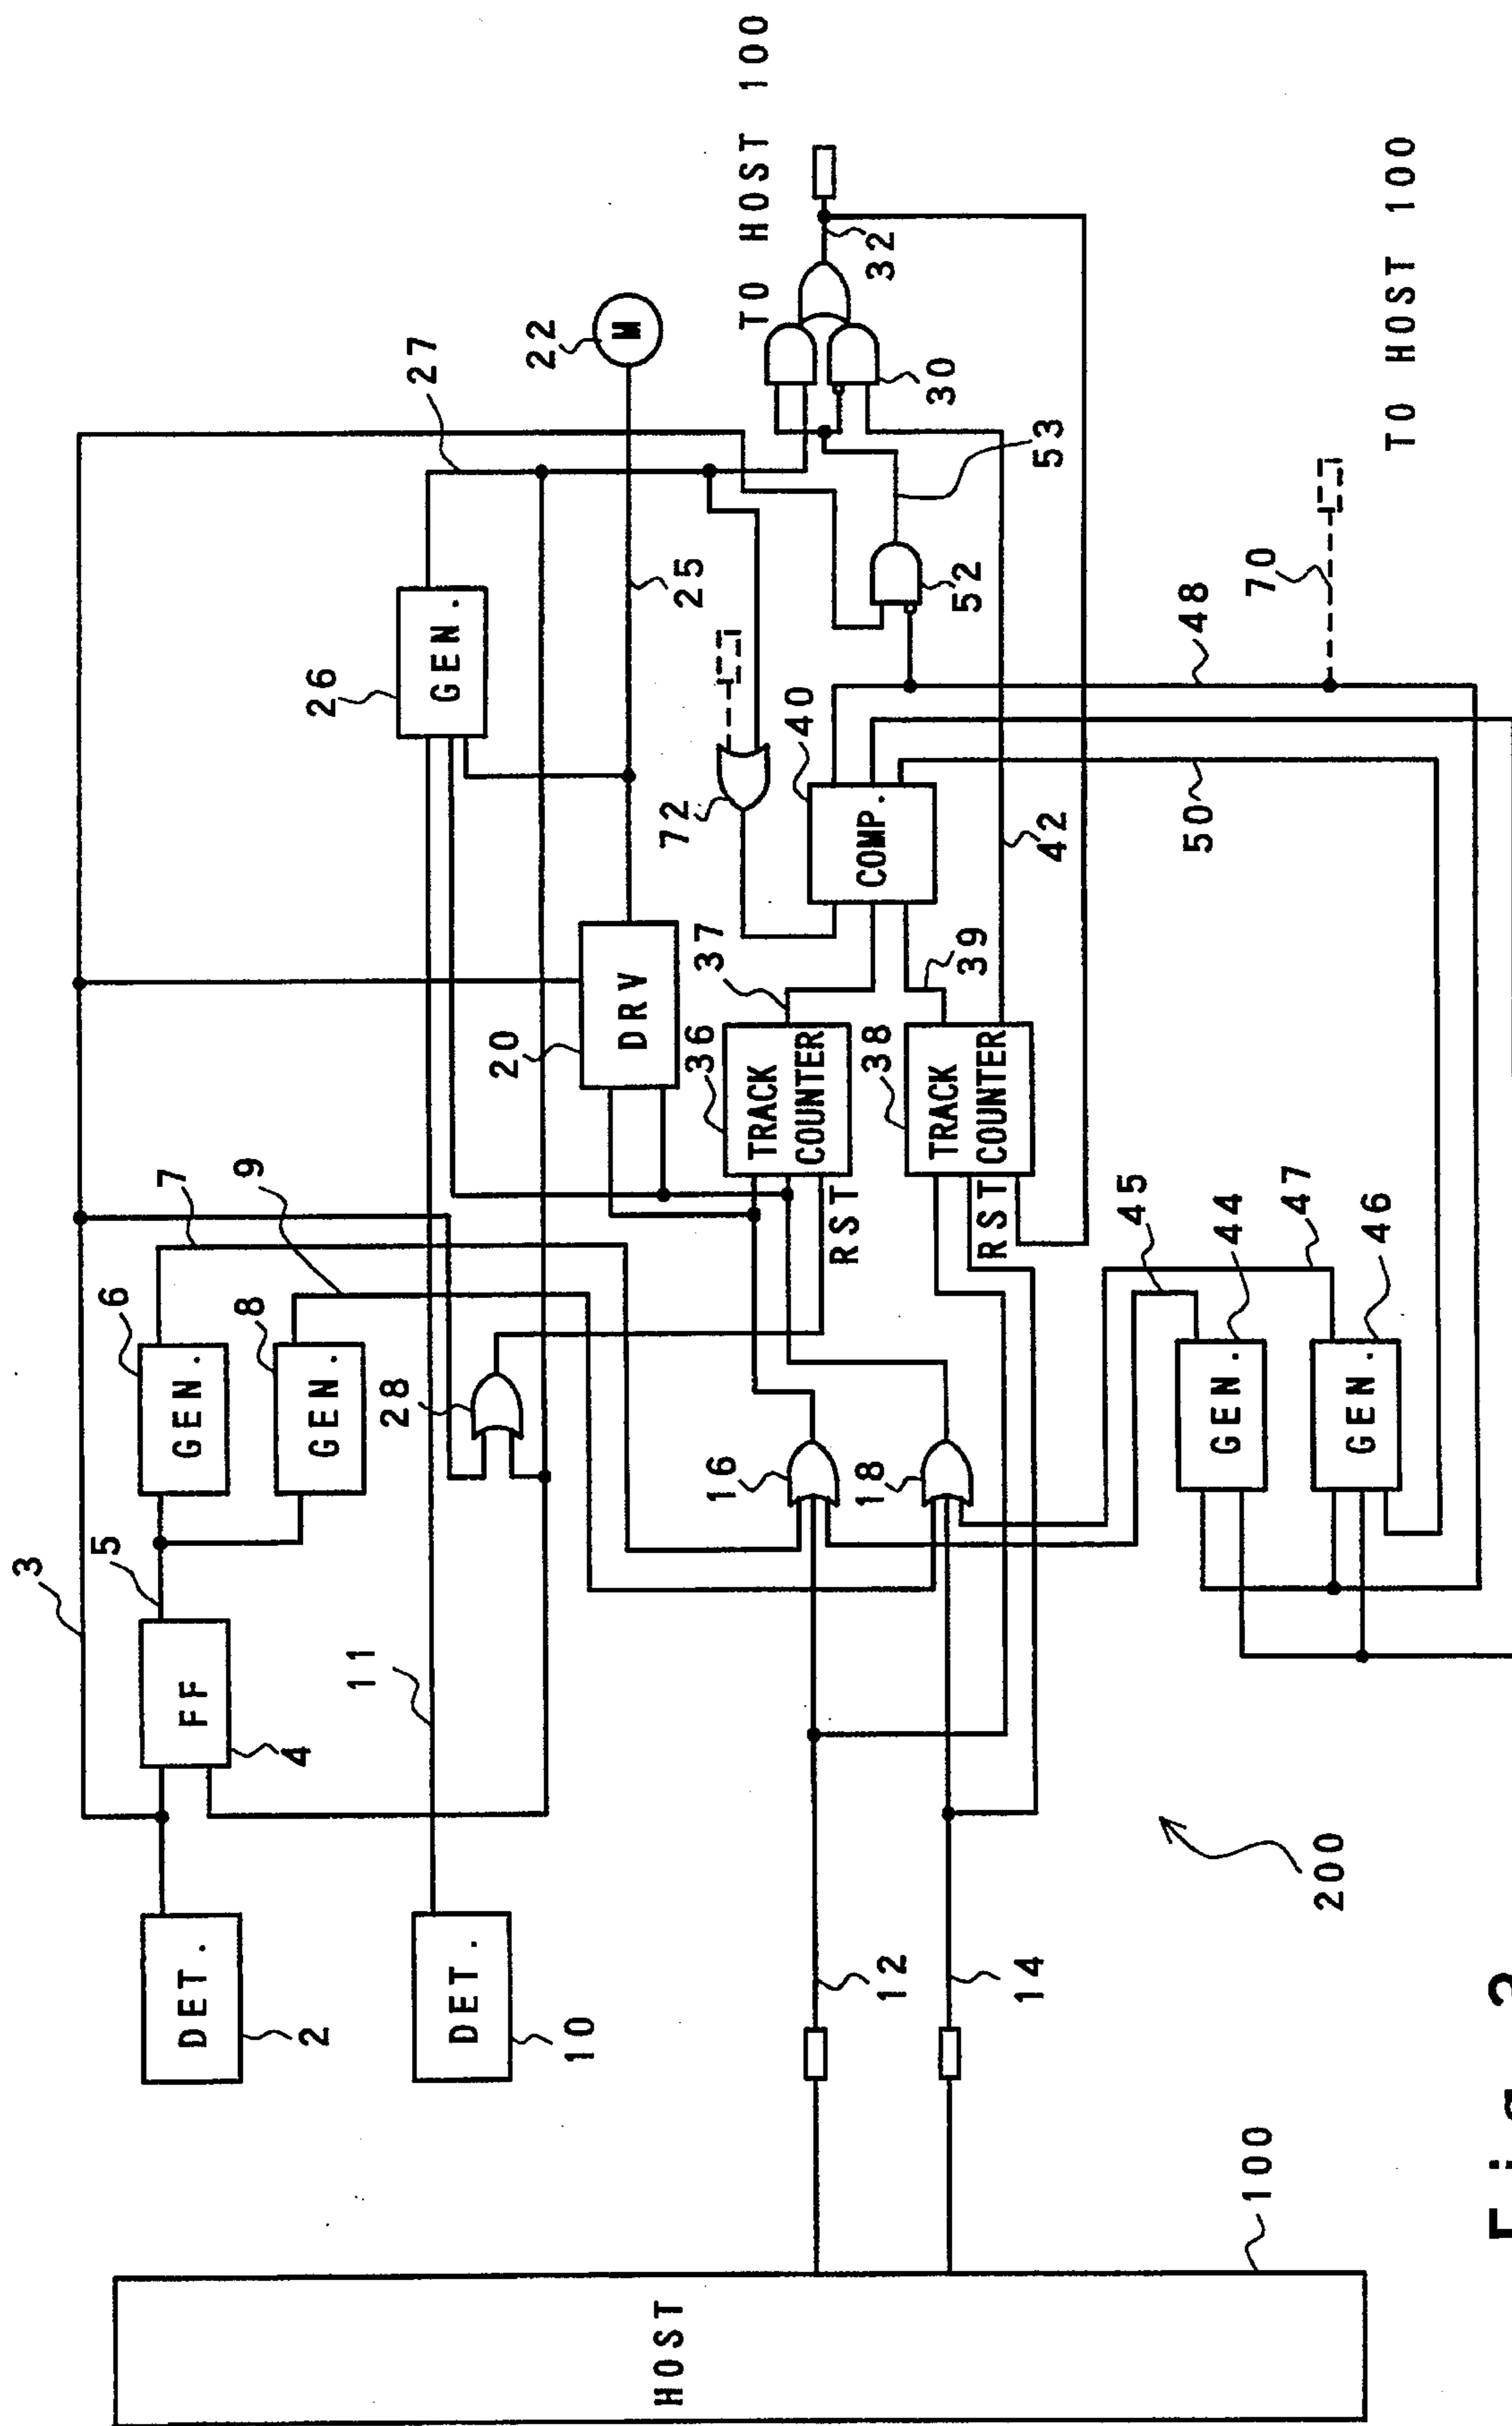 3
5
7
6
GEN.
FF
4
DET.
2
9
8
GEN.
28
11
DET.
10
26
GEN.
27
22
M
25
20
DRV
TO HOST 100
72
37
36
TRACK
COUNTER
RST
40
COMP.
39
38
TRACK
COUNTER
RST
32
30
53
52
42
16
18
12
14
HOST
100
200
45
44
GEN.
47
46
GEN.
48
50
70
TO HOST 100